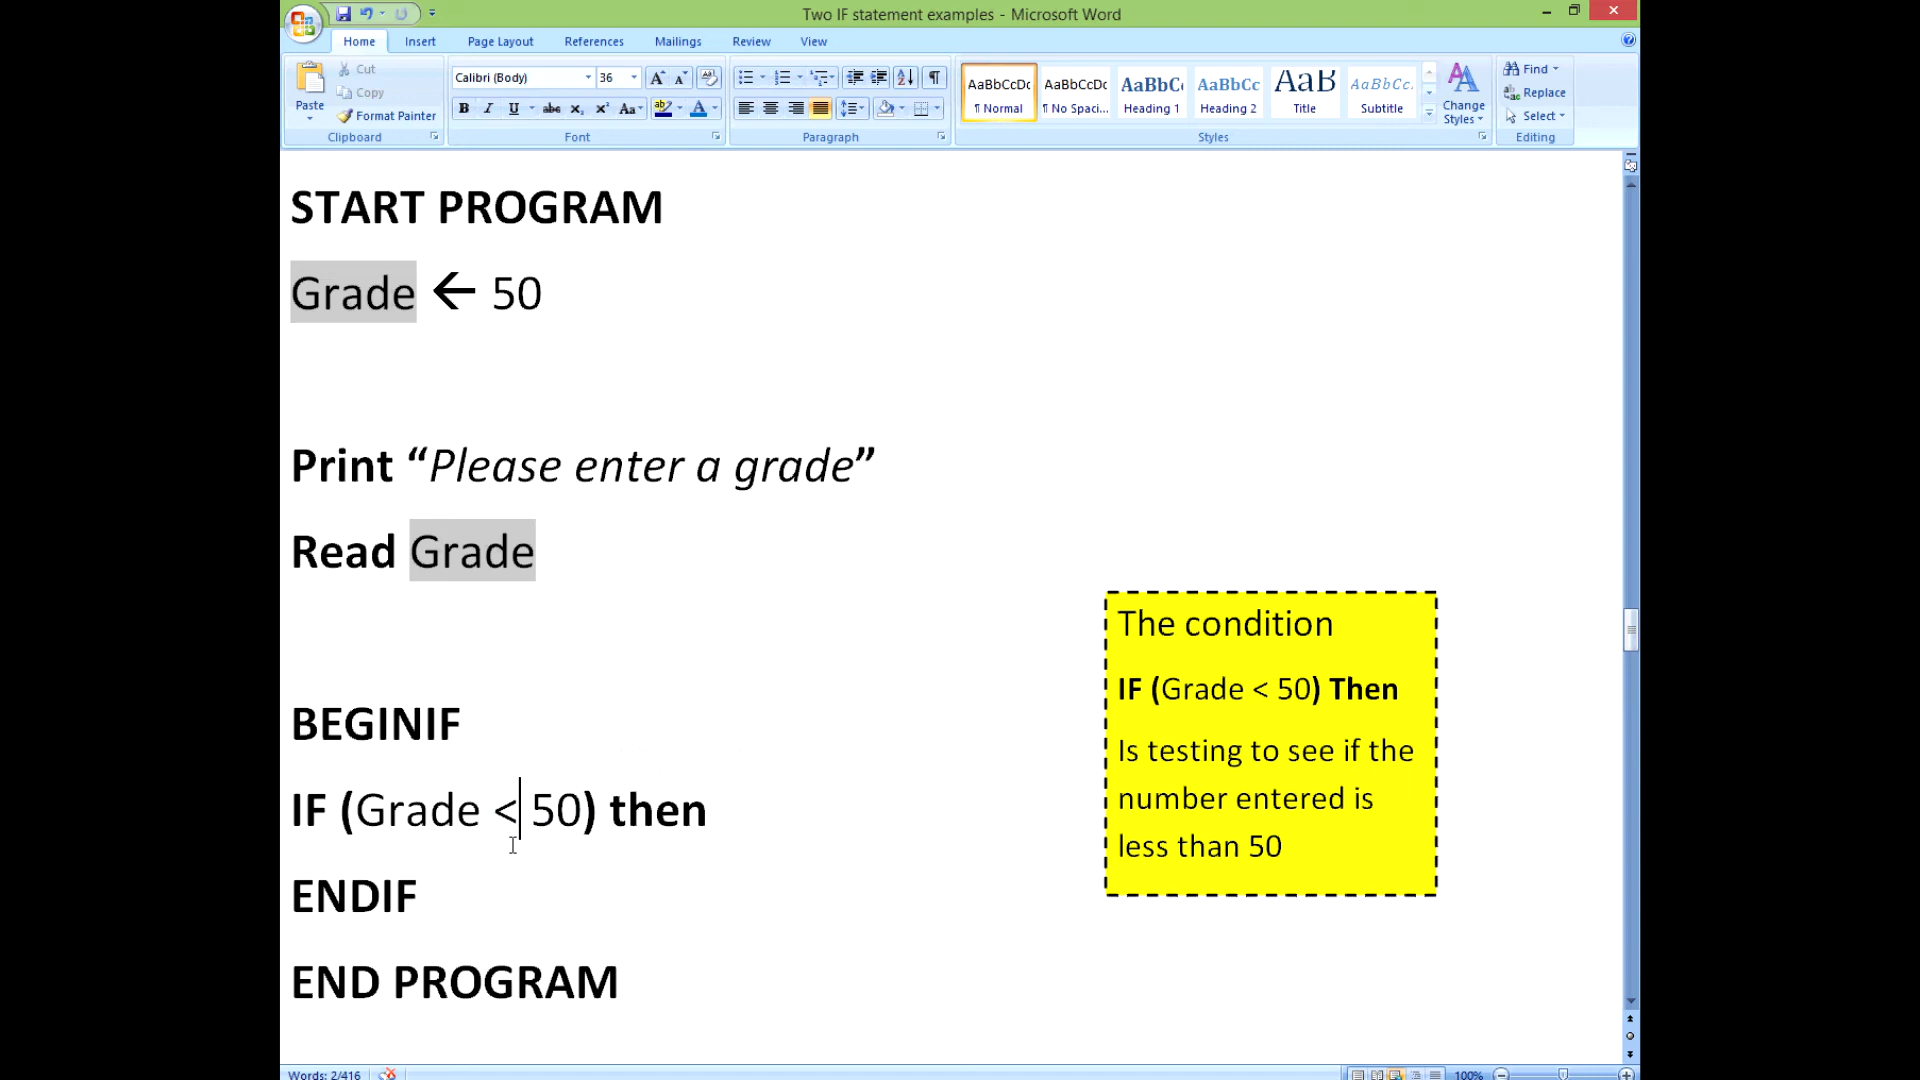 Two IF statement examples - Microsoft Word
Home Insert Page Layout References Mailings Review View
Paste
Cut
Copy
Format Painter
Clipboard
Calibri (Body) 36
Font
Paragraph
AaBbCcDc AaBbCcDc AaBbC AaBbCc AaB AaBbCc.
¶ Normal ¶ No Spaci... Heading 1 Heading 2 Title Subtitle
Change Styles
Styles
Find
Replace
Select
Editing
START PROGRAM
Grade ← 50
Print “Please enter a grade”
Read Grade
BEGINIF
IF (Grade < 50) then
ENDIF
END PROGRAM
The condition
IF (Grade < 50) Then
Is testing to see if the
number entered is
less than 50
Words: 2/416
100%